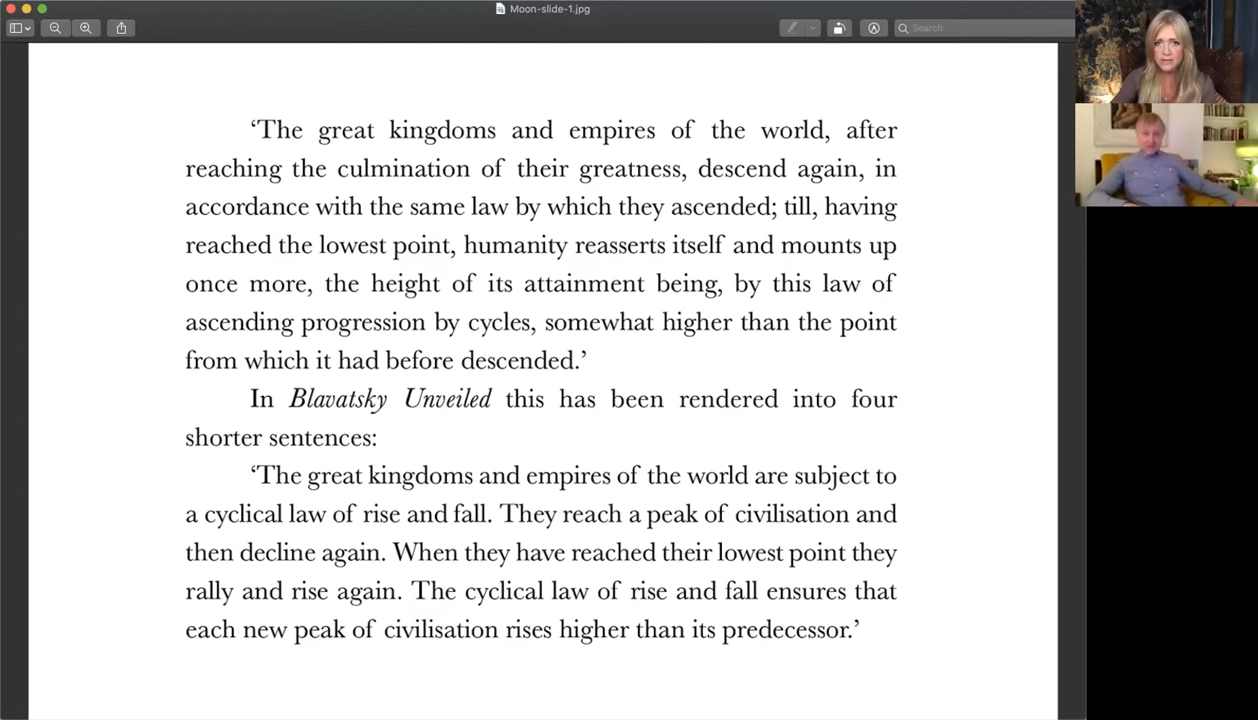 Moon-slide-1.jpg
Search
‘The great kingdoms and empires of the world, after
reaching the culmination of their greatness, descend again, in
accordance with the same law by which they ascended; till, having
reached the lowest point, humanity reasserts itself and mounts up
once more, the height of its attainment being, by this law of
ascending progression by cycles, somewhat higher than the point
from which it had before descended.’
In Blavatsky Unveiled this has been rendered into four
shorter sentences:
‘The great kingdoms and empires of the world are subject to
a cyclical law of rise and fall. They reach a peak of civilisation and
then decline again. When they have reached their lowest point they
rally and rise again. The cyclical law of rise and fall ensures that
each new peak of civilisation rises higher than its predecessor.’